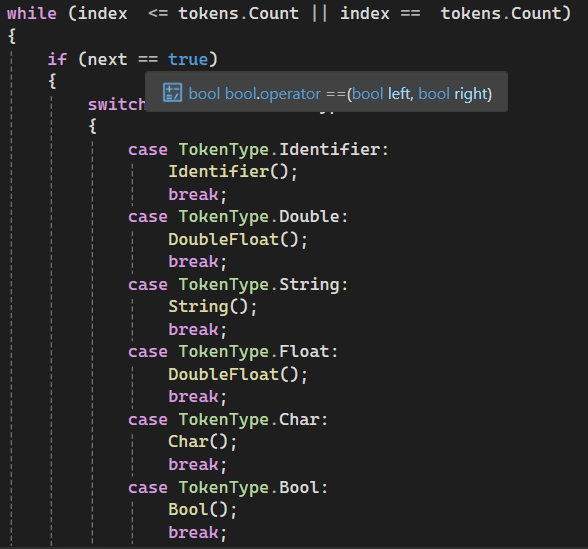 while (index  <= tokens.Count || index ==  tokens.Count)
{
    if (next == true)
    {
bool bool.operator ==(bool left, bool right)
        switch
        {
            case TokenType.Identifier:
                Identifier();
                break;
            case TokenType.Double:
                DoubleFloat();
                break;
            case TokenType.String:
                String();
                break;
            case TokenType.Float:
                DoubleFloat();
                break;
            case TokenType.Char:
                Char();
                break;
            case TokenType.Bool:
                Bool();
                break;